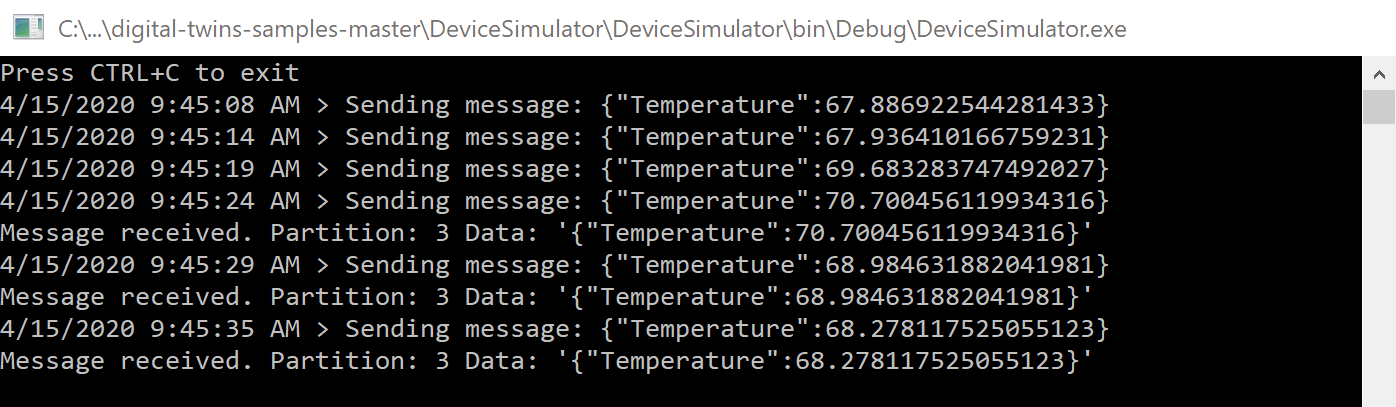 C:\...\digital-twins-samples-master\DeviceSimulator\DeviceSimulator\bin\Debug\DeviceSimulator.exe
Press CTRL+C to exit
4/15/2020 9:45:08 AM > Sending message: {"Temperature":67.886922544281433}
4/15/2020 9:45:14 AM > Sending message: {"Temperature":67.936410166759231}
4/15/2020 9:45:19 AM > Sending message: {"Temperature":69.683283747492027}
4/15/2020 9:45:24 AM > Sending message: {"Temperature":70.700456119934316}
Message received. Partition: 3 Data: '{"Temperature":70.700456119934316}'
4/15/2020 9:45:29 AM > Sending message: {"Temperature":68.984631882041981}
Message received. Partition: 3 Data: '{"Temperature":68.984631882041981}'
4/15/2020 9:45:35 AM > Sending message: {"Temperature":68.278117525055123}
Message received. Partition: 3 Data: '{"Temperature":68.278117525055123}'